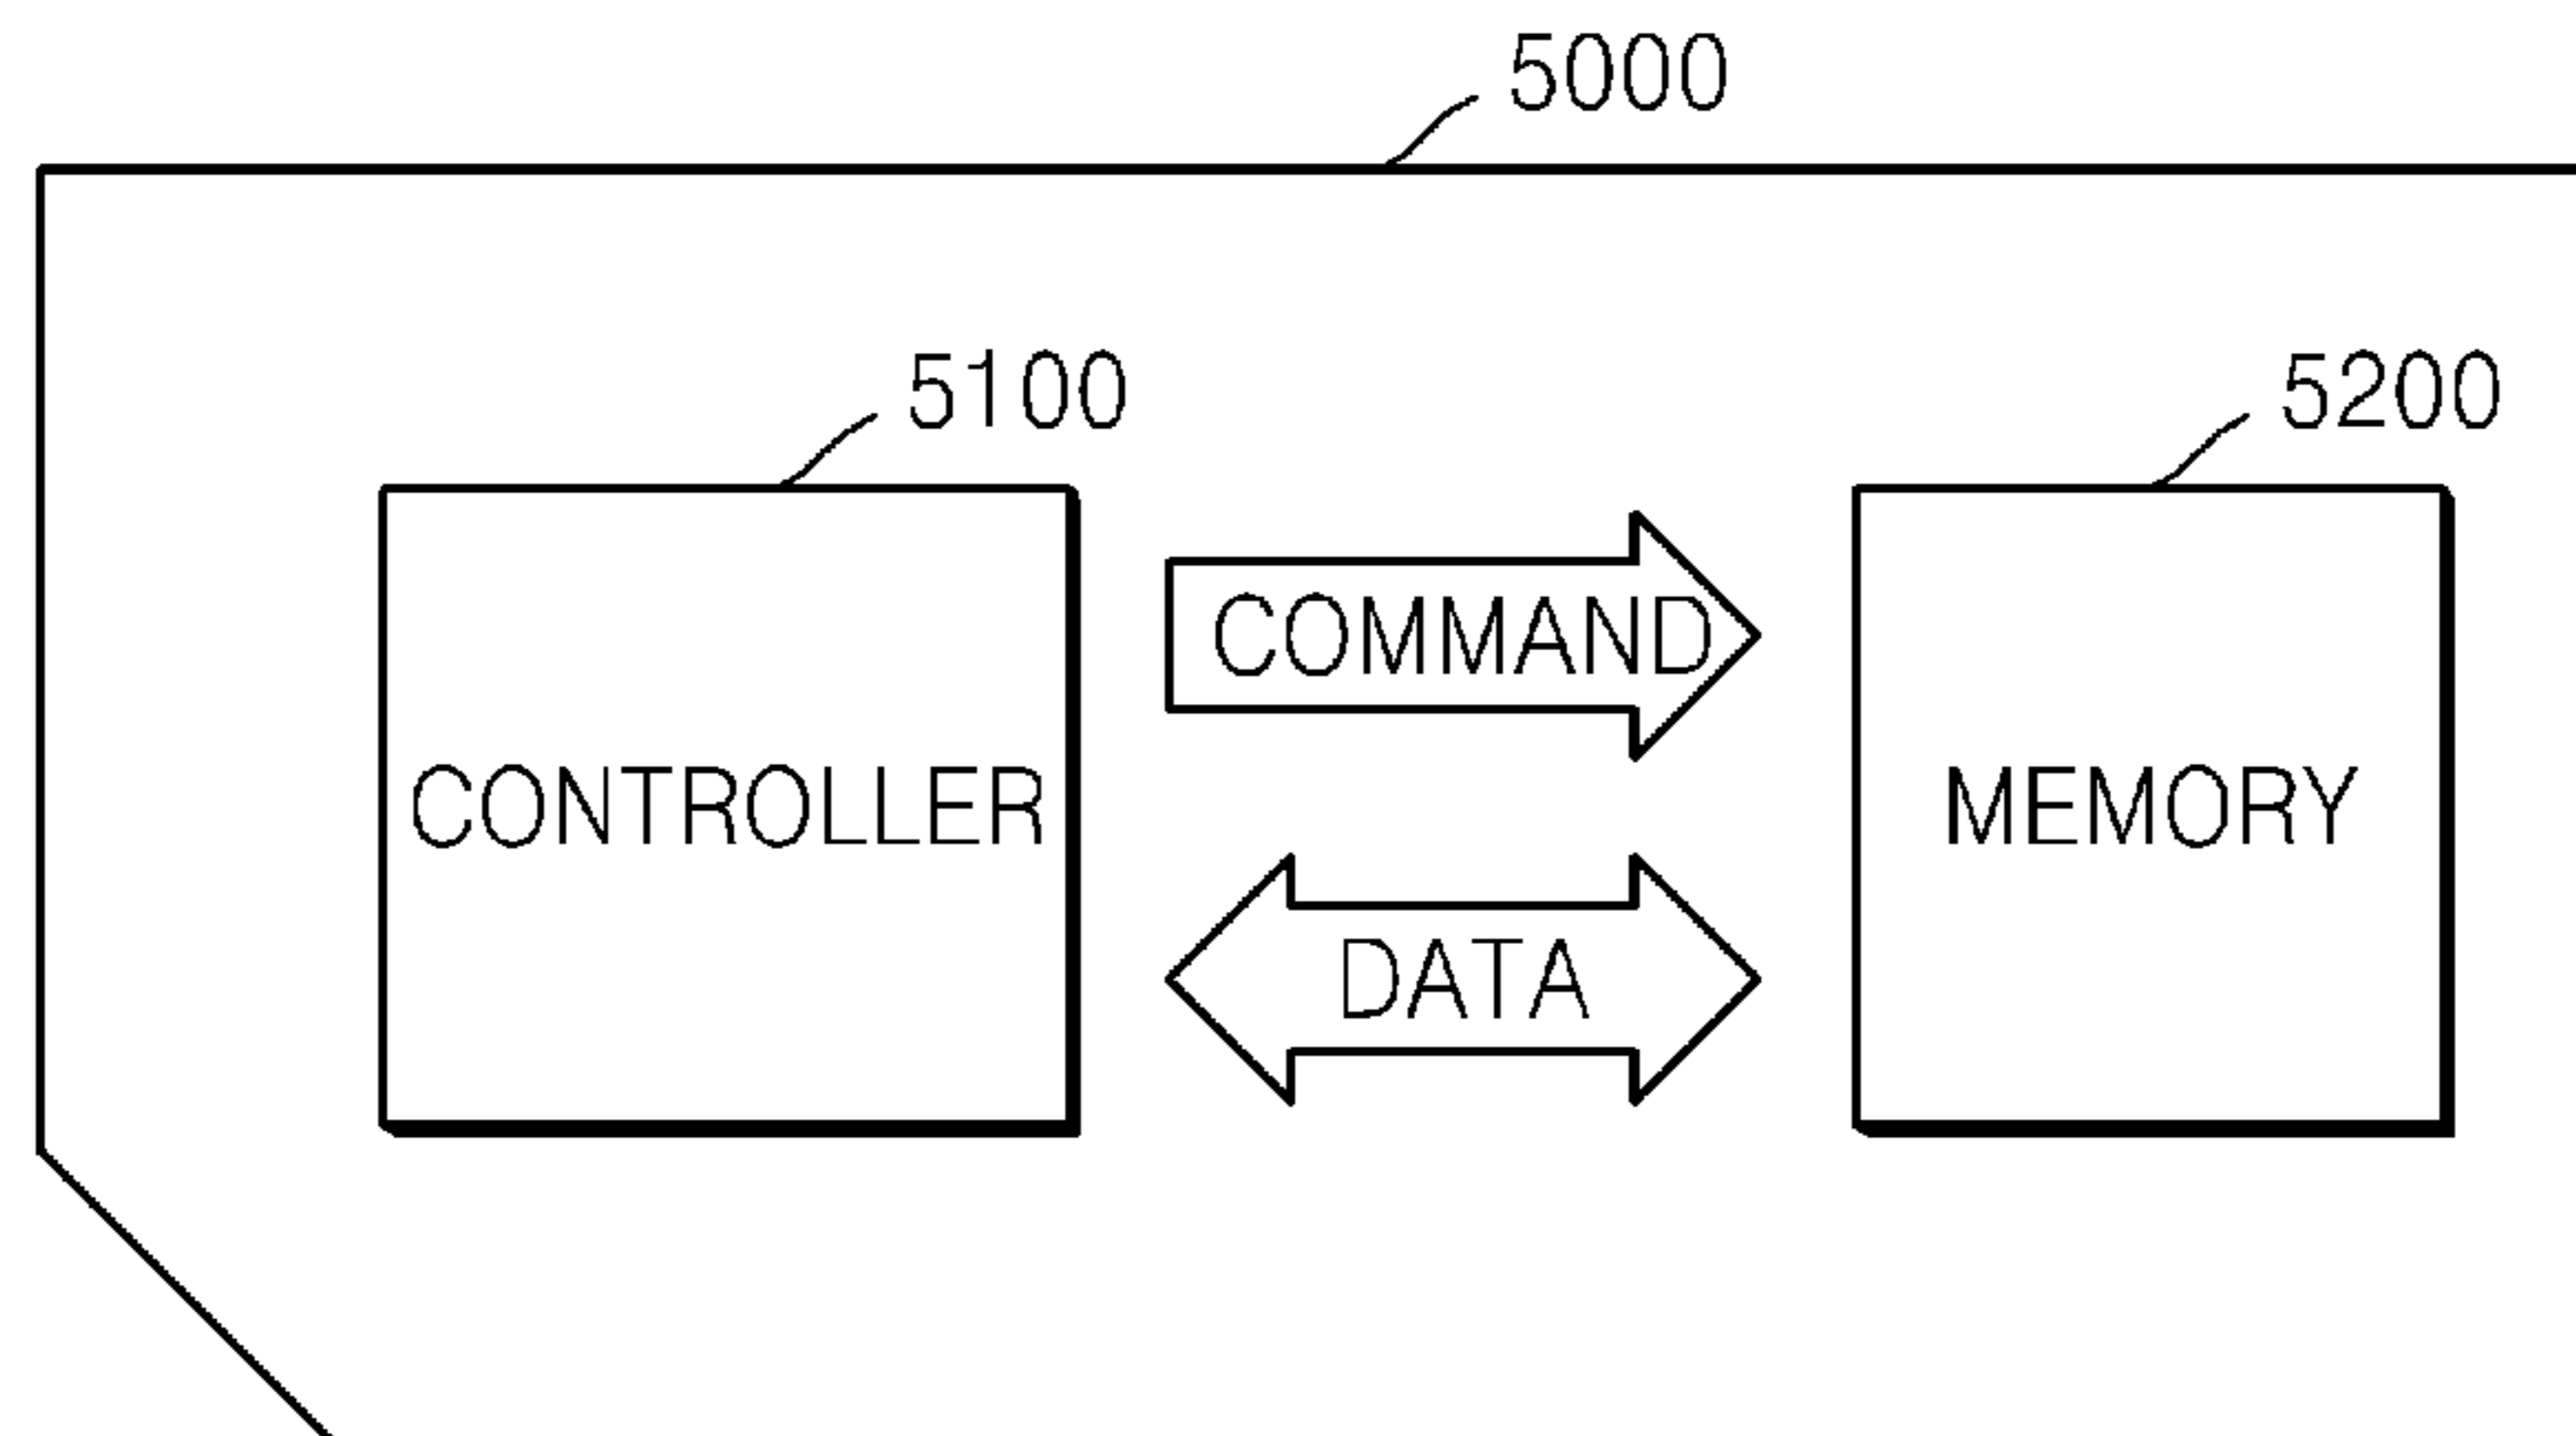 5000
5100
5200
COMMAND
CONTROLLER
MEMORY
DATA